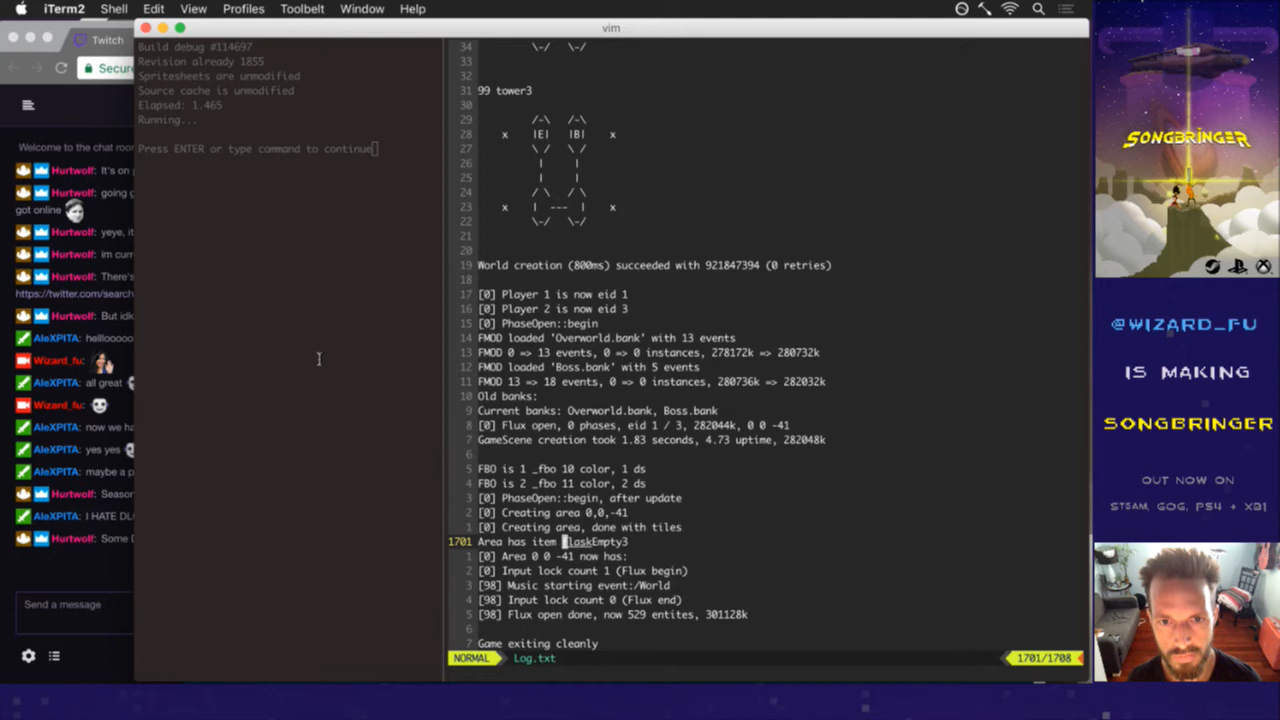 iTerm2 Shell Edit View Profiles Toolbelt Window Help
Twitch
Secure
vim
Welcome to the chat roo
Hurtwolf: It's on
Hurtwolf: going
got online
Hurtwolf: yeye, it
Hurtwolf: im curr
Hurtwolf: There's
https://twitter.com/search
Hurtwolf: But idk
AleXPITA: helloooo
Wizard_fu:
AleXPITA: all great
Wizard_fu:
AleXPITA: now we ha
AleXPITA: yes yes
AleXPITA: maybe a p
Hurtwolf: Season
AleXPITA: I HATE DL
Hurtwolf: Some D
Send a message
Build debug #114697
Revision already 1855
Spritesheets are unmodified
Source cache is unmodified
Elapsed: 1.465
Running...
Press ENTER or type command to continue
34 \-/ \-/
33
32
31 99 tower3
30
29 /-\ /-\
28 x |E| |B| x
27 \ / \ /
26 | |
25 | |
24 / \ / \
23 x | --- | x
22 \-/ \-/
21
20
19 World creation (800ms) succeeded with 921847394 (0 retries)
18
17 [0] Player 1 is now eid 1
16 [0] Player 2 is now eid 3
15 [0] PhaseOpen::begin
14 FMOD loaded 'Overworld.bank' with 13 events
13 FMOD 0 => 13 events, 0 => 0 instances, 278172k => 280732k
12 FMOD loaded 'Boss.bank' with 5 events
11 FMOD 13 => 18 events, 0 => 0 instances, 280736k => 282032k
10 Old banks:
9 Current banks: Overworld.bank, Boss.bank
8 [0] Flux open, 0 phases, eid 1 / 3, 282044k, 0 0 -41
7 GameScene creation took 1.83 seconds, 4.73 uptime, 282048k
6
5 FBO is 1 _fbo 10 color, 1 ds
4 FBO is 2 _fbo 11 color, 2 ds
3 [0] PhaseOpen::begin, after update
2 [0] Creating area 0,0,-41
1 [0] Creating area, done with tiles
1701 Area has item flaskEmpty3
1 [0] Area 0 0 -41 now has:
2 [0] Input lock count 1 (Flux begin)
3 [98] Music starting event:/World
4 [98] Input lock count 0 (Flux end)
5 [98] Flux open done, now 529 entites, 301128k
6
7 Game exiting cleanly
NORMAL Log.txt 1701/1708
SONGBRINGER
@WIZARD_FU
IS MAKING
SONGBRINGER
OUT NOW ON
STEAM, GOG, PS4 + XB1